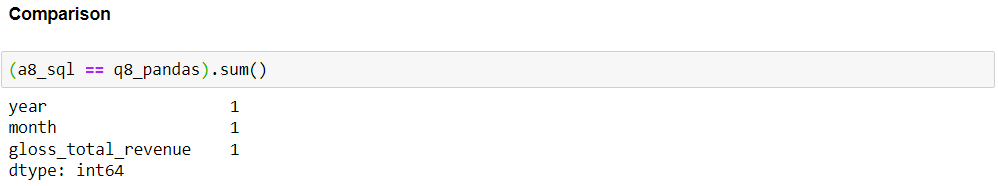 Comparison
(a8_sql == q8_pandas).sum()
year 1
month 1
gloss_total_revenue 1
dtype: int64